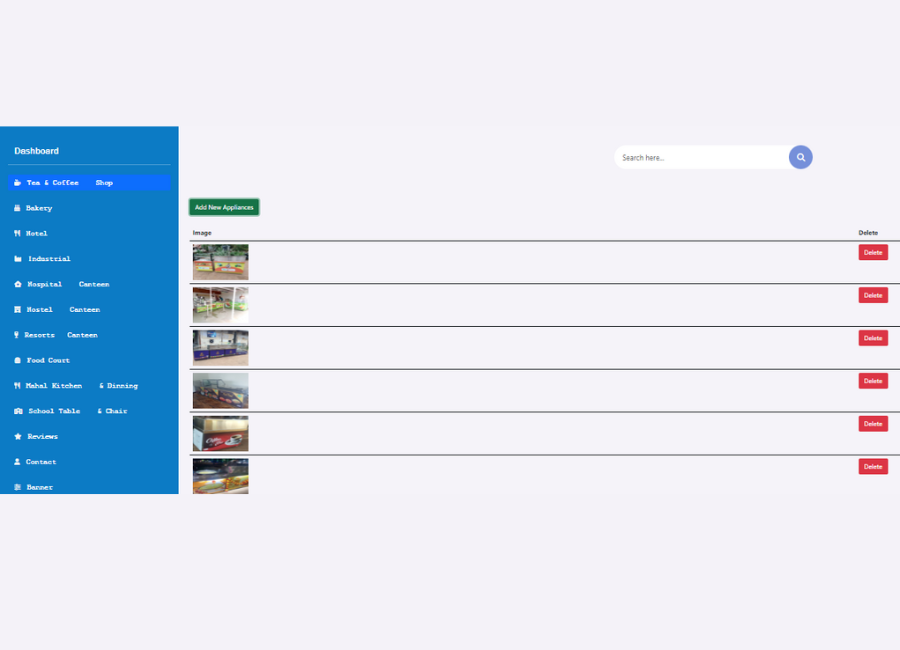 Dashboard
Tea & Coffee Shop
Bakery
Hotel
Industrial
Hospital Canteen
Hostel Canteen
Resorts Canteen
Food Court
Mahal Kitchen & Dinning
School Table & Chair
Reviews
Contact
Banner
Search here...
Add New Appliances
Image Delete
Delete
Delete
Delete
Delete
Delete
Delete